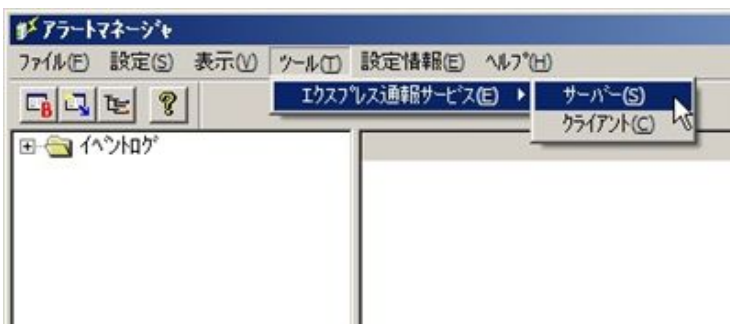 アラートマネージャ
ファイル(F) 設定(S) 表示(V) ツール(T) 設定情報(E) ヘルプ(H)
エクスプレス通報サービス(E)
サーバー(S)
クライアント(C)
イベントログ